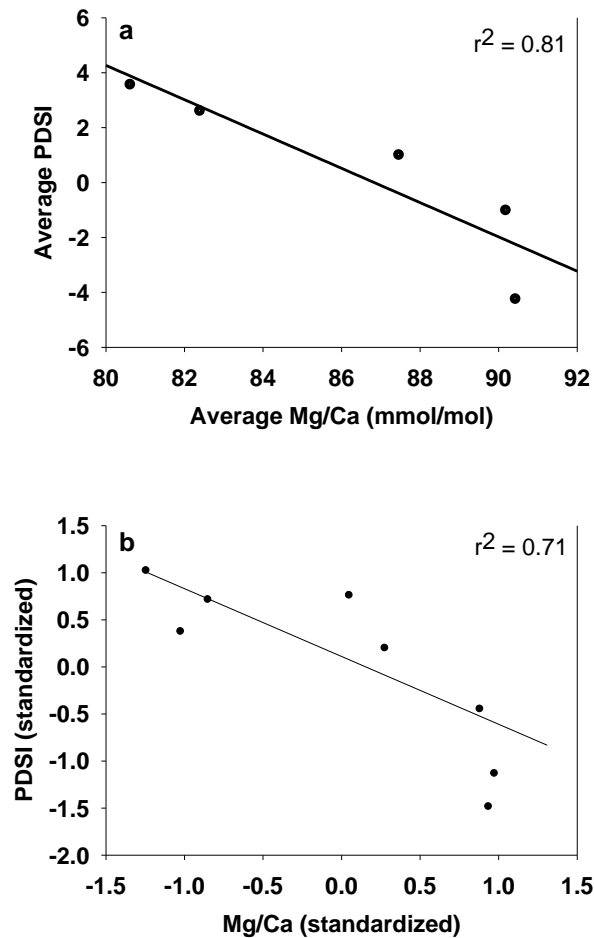 a
r² = 0.81
6
4
2
0
-2
-4
-6
Average PDSI
80 82 84 86 88 90 92
Average Mg/Ca (mmol/mol)
b
r² = 0.71
1.5
1.0
0.5
0.0
-0.5
-1.0
-1.5
-2.0
PDSI (standardized)
-1.5 -1.0 -0.5 0.0 0.5 1.0 1.5
Mg/Ca (standardized)